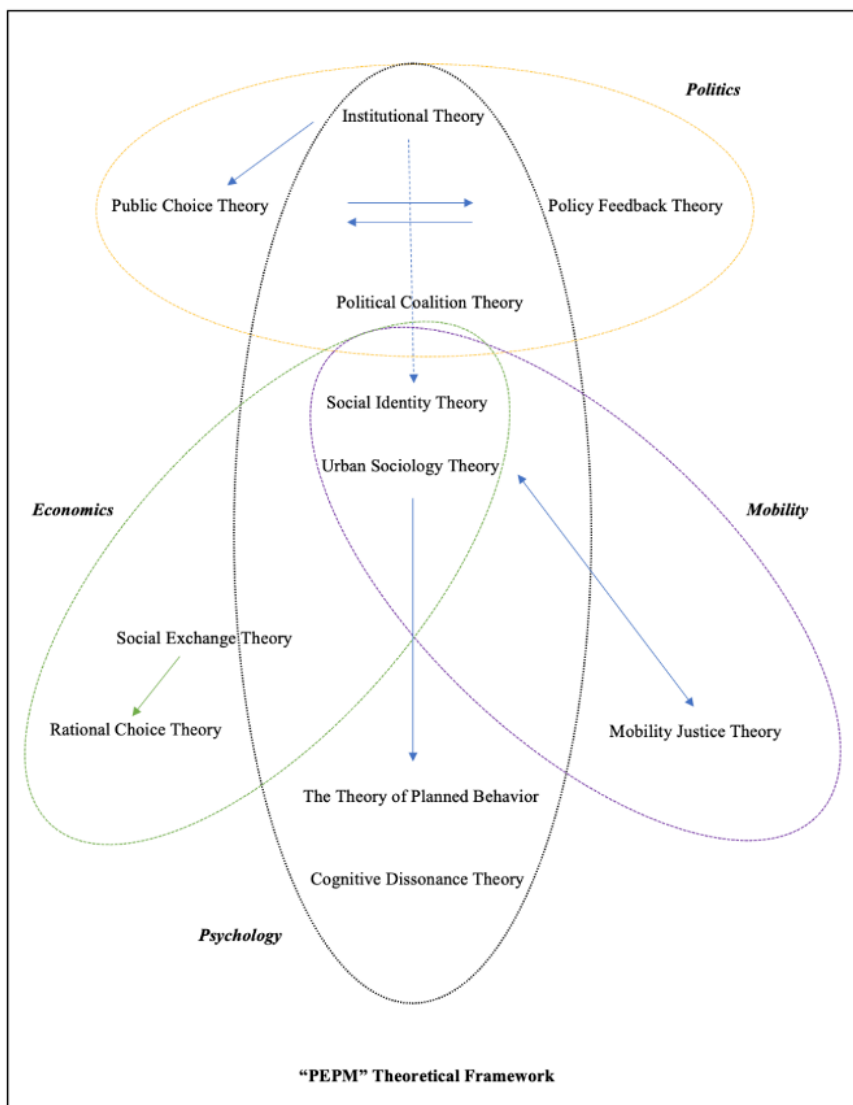 Politics
Institutional Theory
Public Choice Theory
Policy Feedback Theory
Political Coalition Theory
Social Identity Theory
Urban Sociology Theory
Economics
Mobility
Social Exchange Theory
Rational Choice Theory
Mobility Justice Theory
The Theory of Planned Behavior
Cognitive Dissonance Theory
Psychology
“PEPM” Theoretical Framework